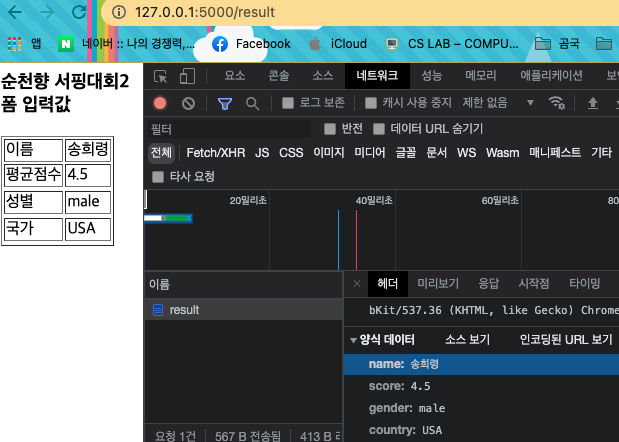 127.0.0.1:5000/result
앱 네이버 :: 나의 경쟁력,... Facebook iCloud CS LAB – COMPU... 곰국
순천향 서핑대회2
폼 입력값
이름 송희령
평균점수 4.5
성별 male
국가 USA
요소 콘솔 소스 네트워크 성능 메모리 애플리케이션 보안
로그 보존 캐시 사용 중지 제한 없음
필터 반전 데이터 URL 숨기기
전체 Fetch/XHR JS CSS 이미지 미디어 글꼴 문서 WS Wasm 매니페스트 기타
타사 요청
20밀리초 40밀리초 60밀리초 80
이름
result
요청 1건 567 B 전송됨 413 B
× 헤더 미리보기 응답 시작점 타이밍
bKit/537.36 (KHTML, like Gecko) Chrome
양식 데이터 소스 보기 인코딩된 URL 보기
name: 송희령
score: 4.5
gender: male
country: USA